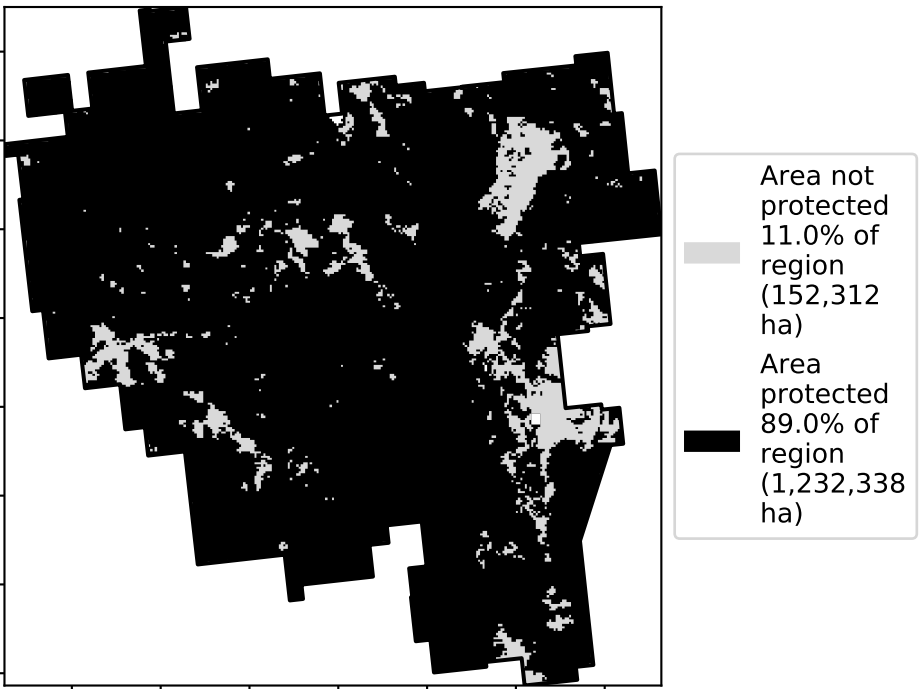 Area not
protected
11.0% of
region
(152,312
ha)
Area
protected
89.0% of
region
(1,232,338
ha)